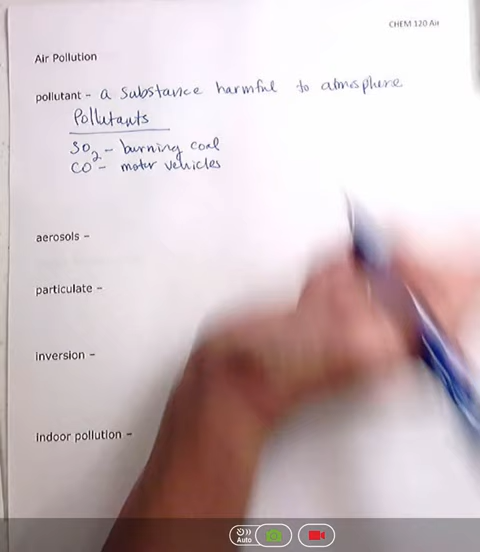 CHEM 120 Air
Air Pollution
pollutant – a substance harmful to atmosphere
Pollutants
SO2 – burning coal
CO – motor vehicles
aerosols –
particulate –
inversion –
indoor pollution –
Auto